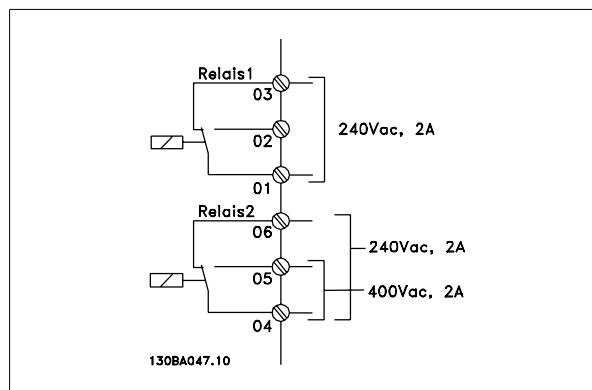 Relais1
03
02
240Vac, 2A
01
Relais2
06
240Vac, 2A
05
400Vac, 2A
04
130BA047.10